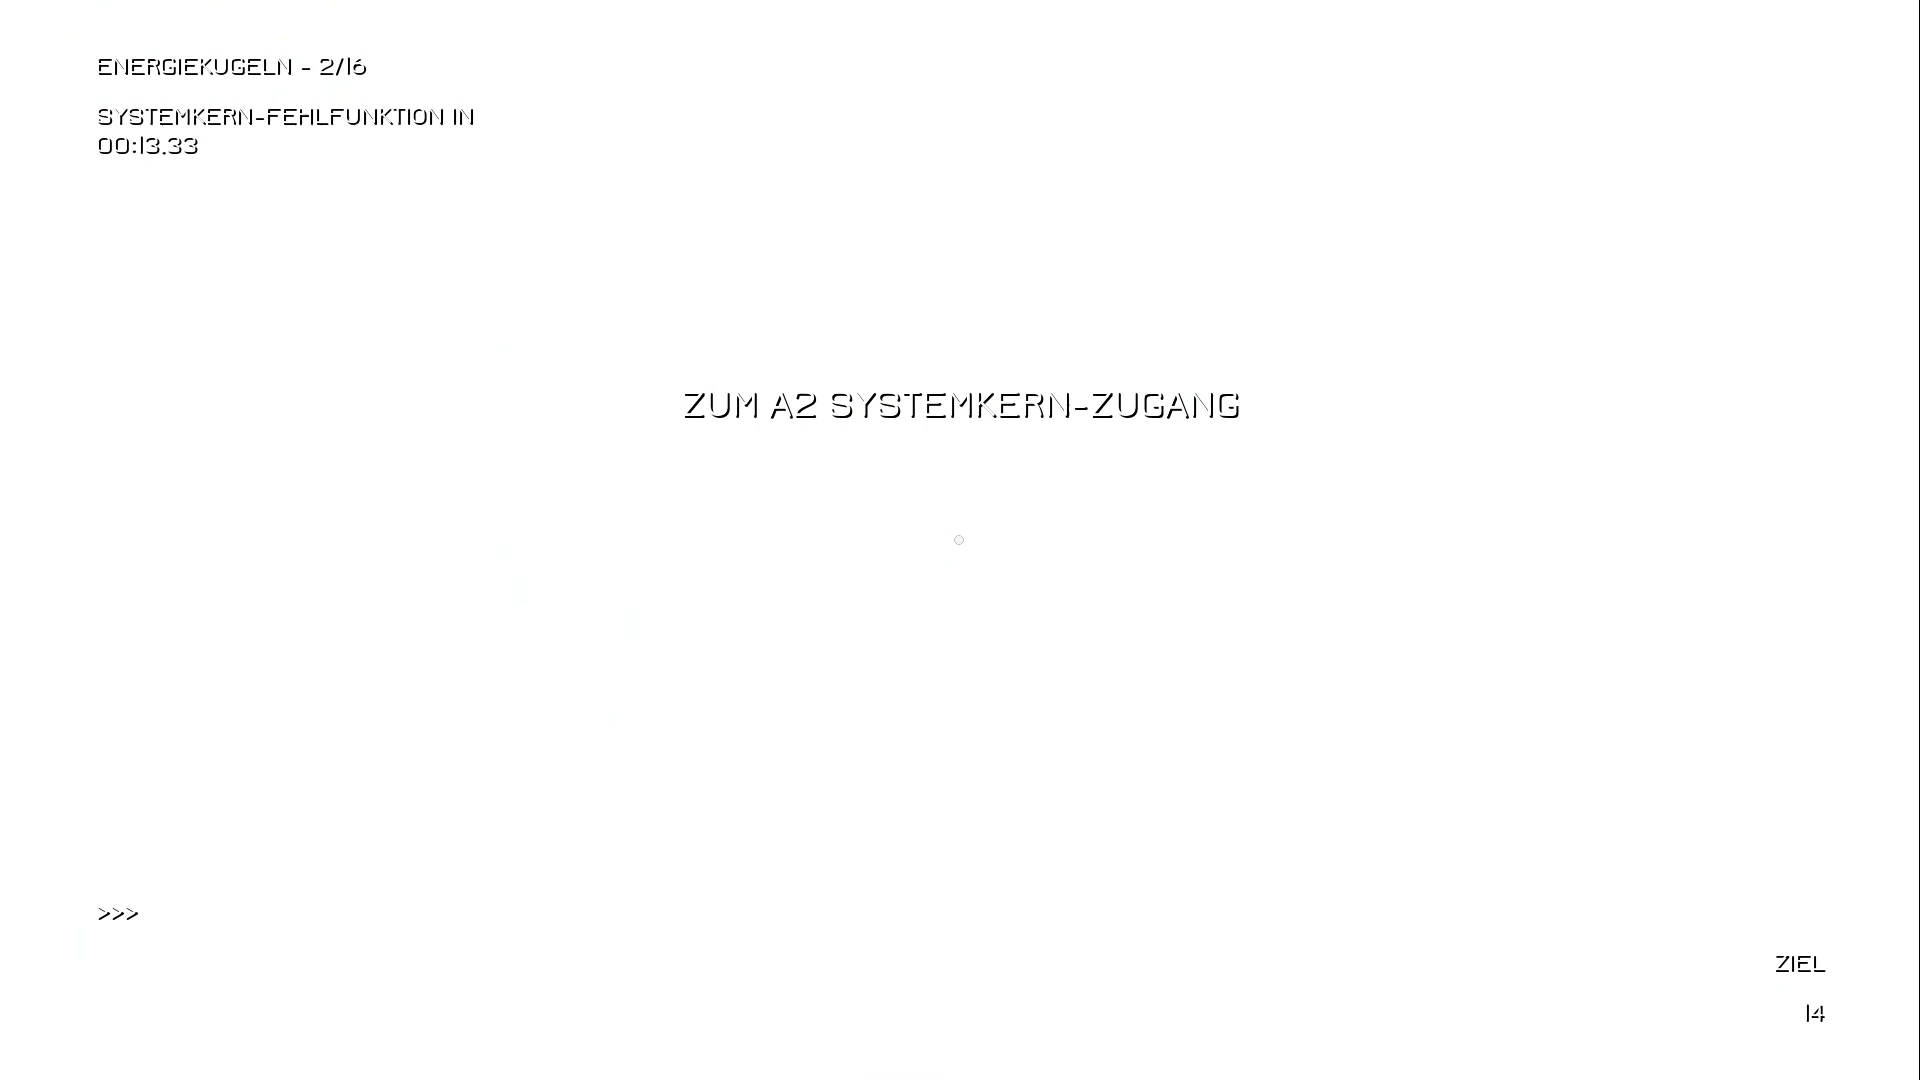 ENERGIEKUGELN - 2/16
SYSTEMKERN-FEHLFUNKTION IN
00:13.33
ZUM A2 SYSTEMKERN-ZUGANG
>>>
ZIEL
14